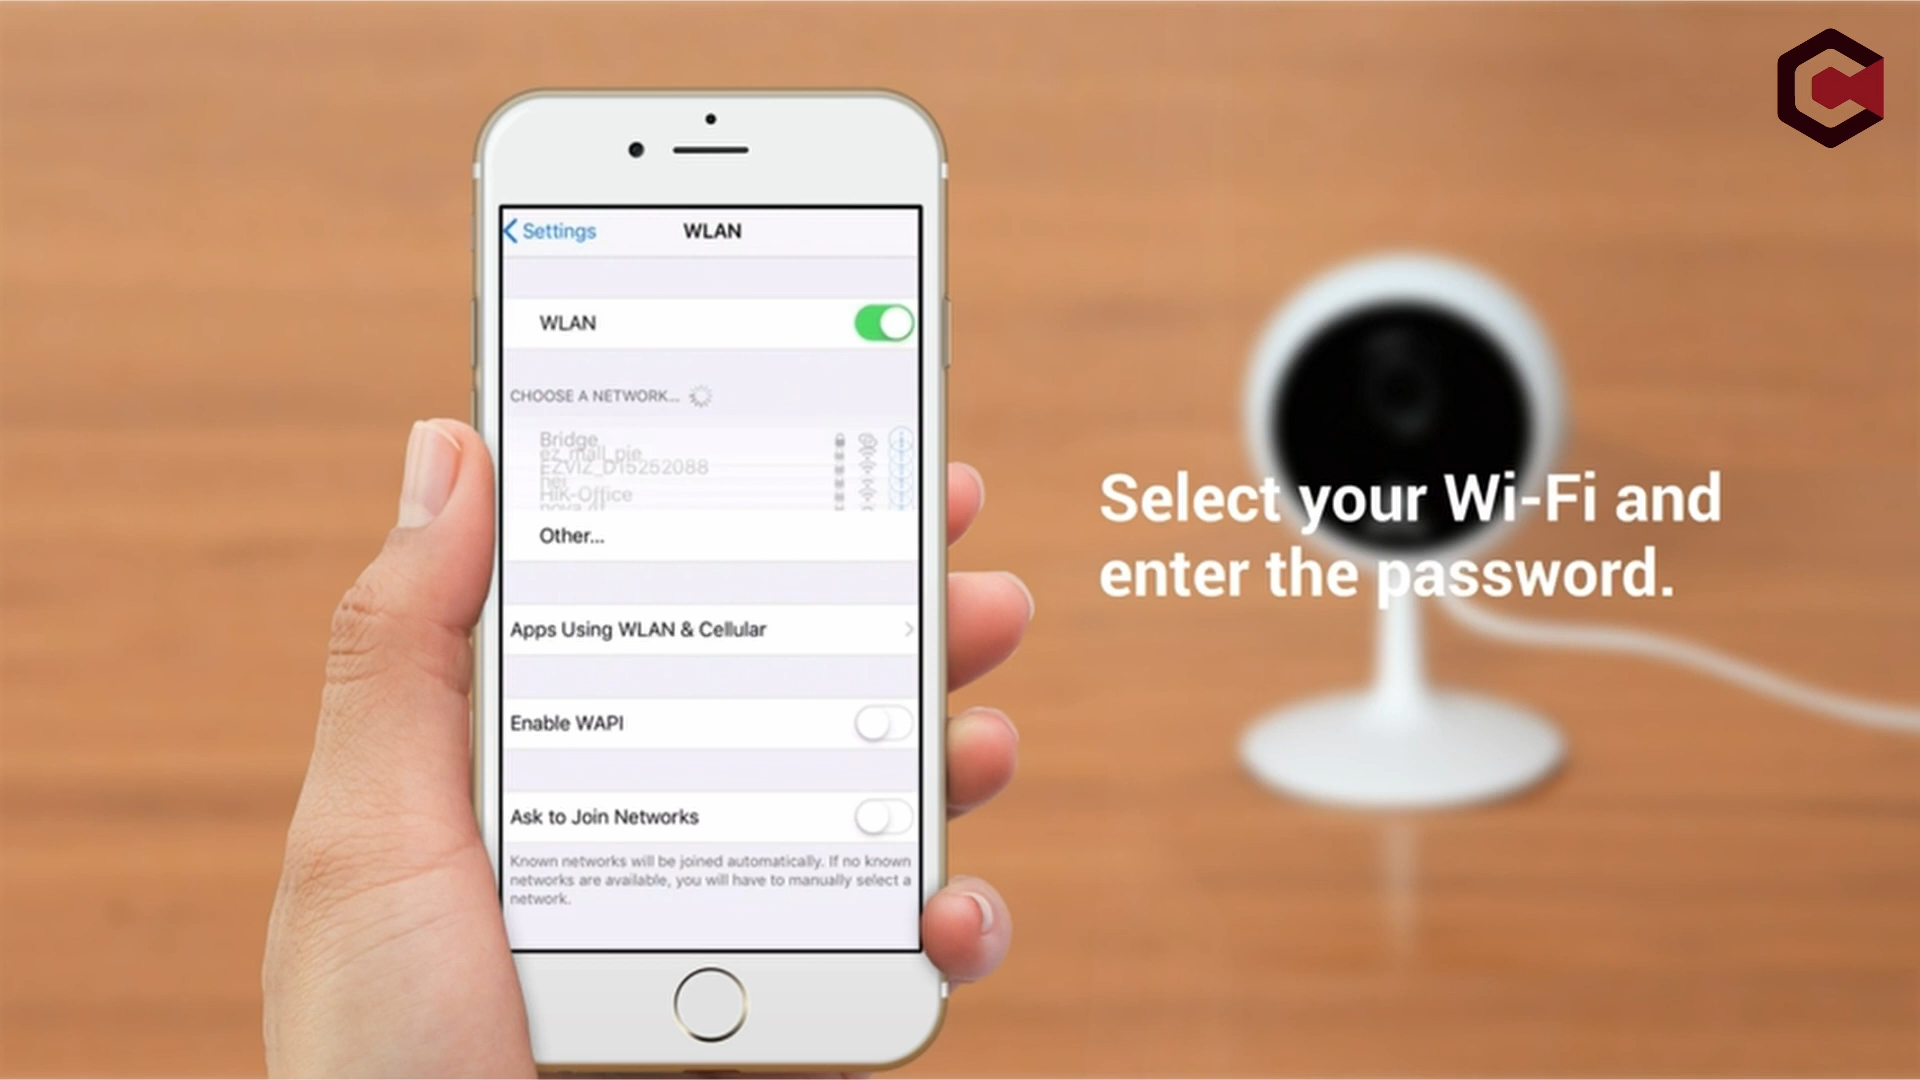 Settings
WLAN
WLAN
CHOOSE A NETWORK...
Bridge
ez_mall_pie
EZVIZ_D15252088
HIK-Office
Other...
Apps Using WLAN & Cellular
Enable WAPI
Ask to Join Networks
Known networks will be joined automatically. If no known
networks are available, you will have to manually select a
network.
Select your Wi-Fi and
enter the password.